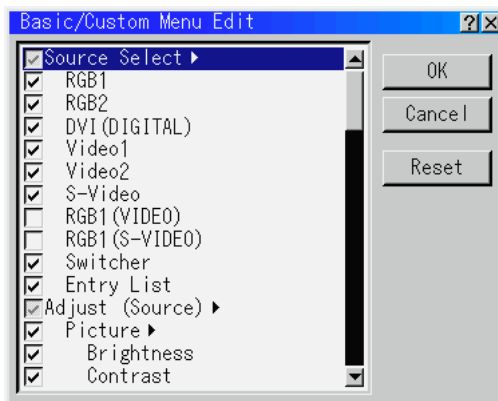 Basic/Custom Menu Edit
Source Select
RGB1
RGB2
DVI(DIGITAL)
Video1
Video2
S-Video
RGB1(VIDEO)
RGB1(S-VIDEO)
Switcher
Entry List
Adjust (Source)
Picture
Brightness
Contrast
OK
Cancel
Reset